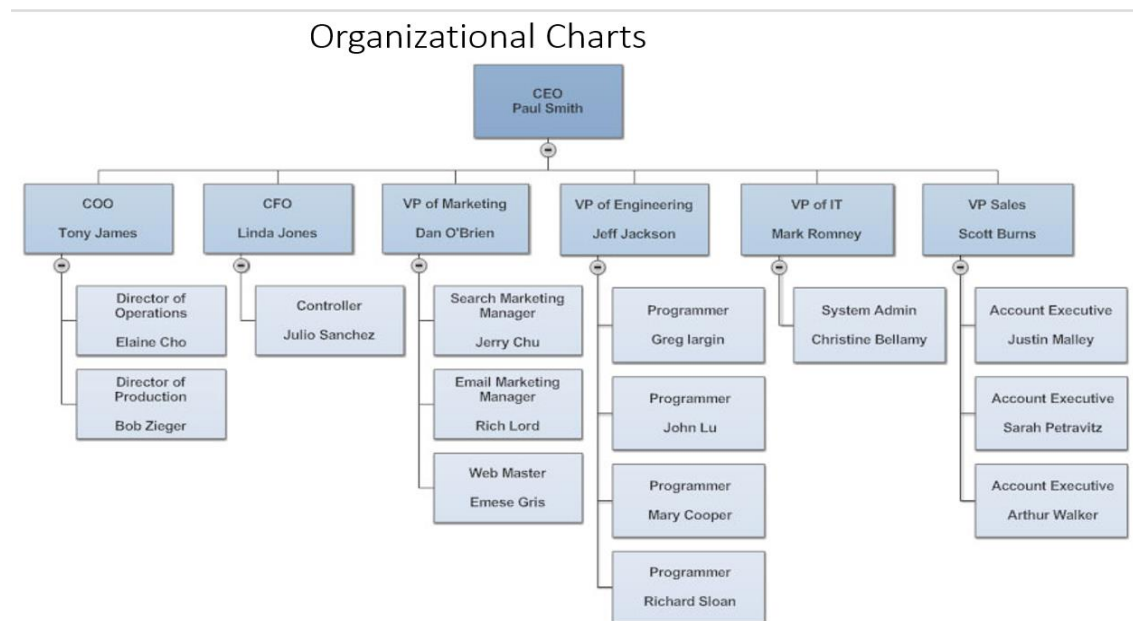 Organizational Charts
CEO
Paul Smith
COO
Tony James
CFO
Linda Jones
VP of Marketing
Dan O'Brien
VP of Engineering
Jeff Jackson
VP of IT
Mark Romney
VP Sales
Scott Burns
Director of
Operations
Elaine Cho
Director of
Production
Bob Zieger
Controller
Julio Sanchez
Search Marketing
Manager
Jerry Chu
Email Marketing
Manager
Rich Lord
Web Master
Emese Gris
Programmer
Greg Iargin
Programmer
John Lu
Programmer
Mary Cooper
Programmer
Richard Sloan
System Admin
Christine Bellamy
Account Executive
Justin Malley
Account Executive
Sarah Petravitz
Account Executive
Arthur Walker